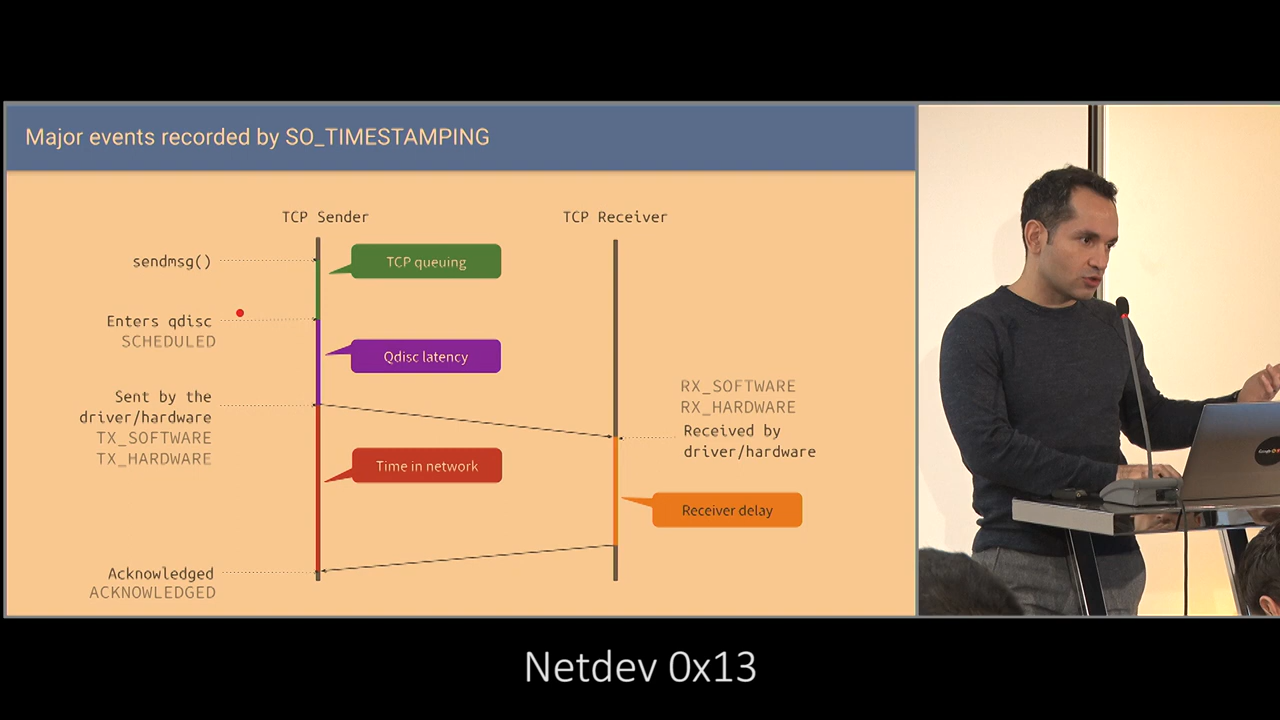 Major events recorded by SO_TIMESTAMPING
TCP Sender
TCP Receiver
sendmsg()
TCP queuing
Enters qdisc
SCHEDULED
Qdisc latency
Sent by the
driver/hardware
TX_SOFTWARE
TX_HARDWARE
RX_SOFTWARE
RX_HARDWARE
Received by
driver/hardware
Time in network
Receiver delay
Acknowledged
ACKNOWLEDGED
Netdev 0x13